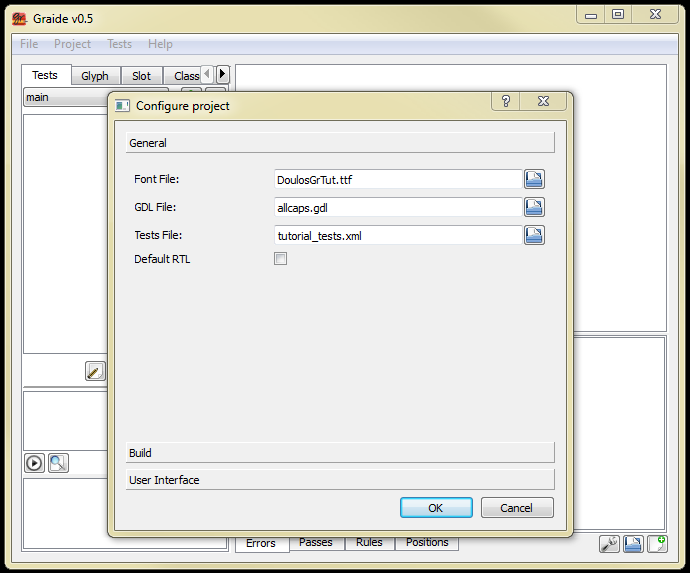 Graide v0.5
File Project Tests Help
Tests Glyph Slot Class
main
Configure project
General
Font File: DoulosGrTut.ttf
GDL File: allcaps.gdl
Tests File: tutorial_tests.xml
Default RTL
Build
User Interface
OK Cancel
Errors Passes Rules Positions